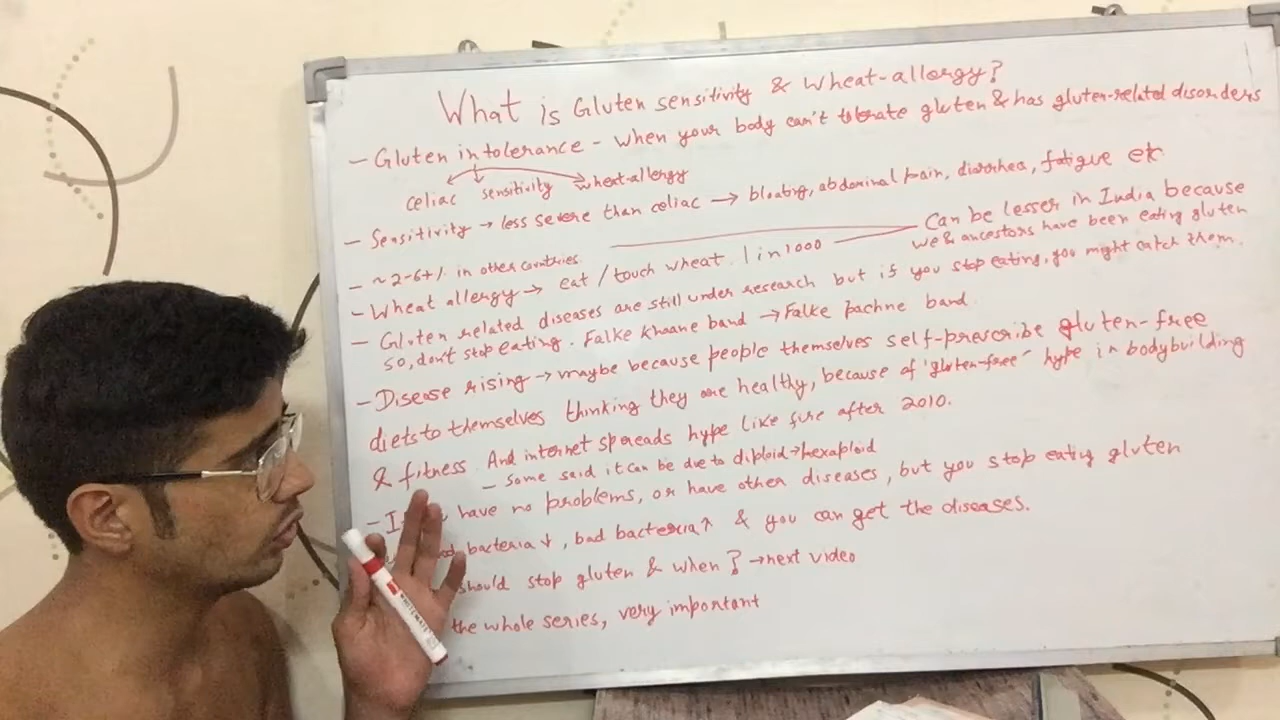 What is Gluten sensitivity & Wheat-allergy?
— Gluten intolerance - When your body can't tolerate gluten & has gluten-related disorders
celiac sensitivity wheat-allergy
— Sensitivity → less severe than celiac → bloating, abdominal pain, diarrhea, fatigue etc
— ~2-6+% in other countries.
Can be lesser in India because
we & ancestors have been eating gluten
— Wheat allergy → eat / touch wheat. 1 in 1000
— Gluten related diseases are still under research but if you stop eating, you might catch them.
so, don't stop eating. Falke khaane band → Falke pachne band.
— Disease rising → maybe because people themselves self-prescribe gluten-free
diets to themselves thinking they are healthy, because of "gluten-free" hype in bodybuilding
& fitness. And internet spreads hype like fire after 2010.
— Some said it can be due to diploid → hexaploid
— have no problems, or have other diseases, but you stop eating gluten
bacteria ↓, bad bacteria ↑ & you can get the diseases.
should stop gluten & when? → next video
the whole series, very important
WHITEMATE